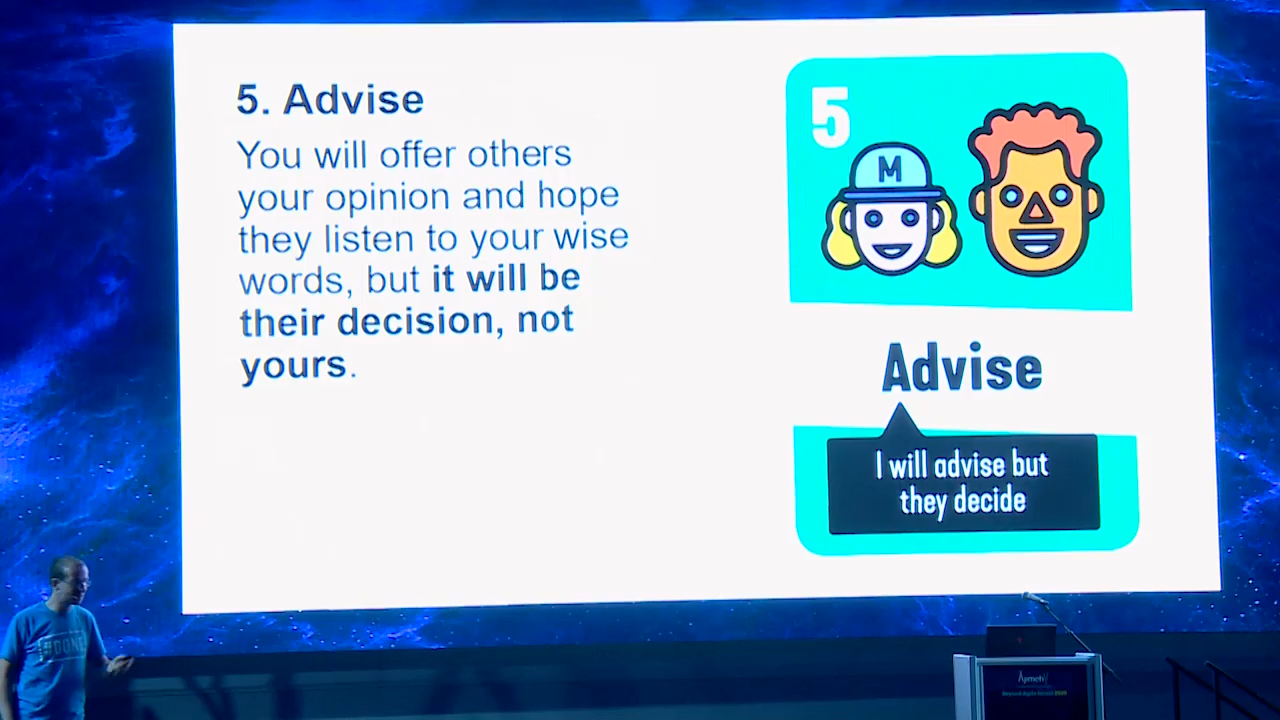 5. Advise
You will offer others
your opinion and hope
they listen to your wise
words, but it will be
their decision, not
yours.
5
M
Advise
I will advise but
they decide